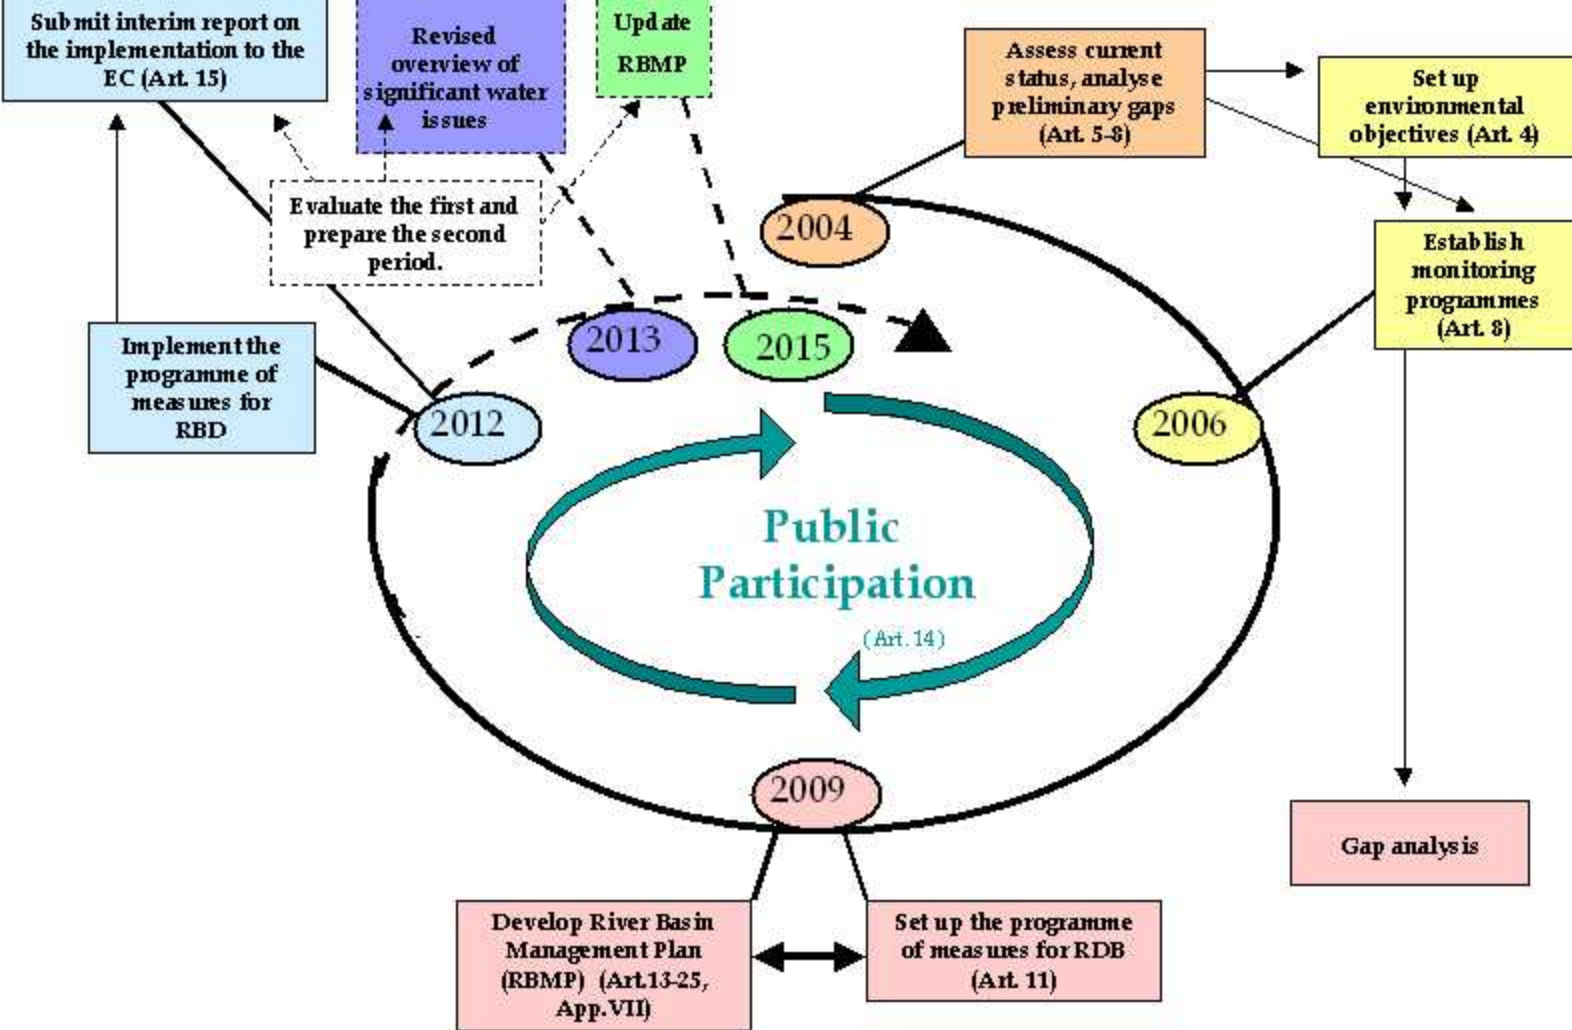 Submit interim report on
the implementation to the
EC (Art. 15)
Revised
overview of
significant water
issues
Update
RBMP
Assess current
status, analyse
preliminary gaps
(Art. 5-8)
Set up
environmental
objectives (Art. 4)
Evaluate the first and
prepare the second
period.
2004
Establish
monitoring
programmes
(Art. 8)
Implement the
programme of
measures for
RBD
2013
2015
2012
2006
Public
Participation
(Art. 14)
2009
Gap analysis
Develop River Basin
Management Plan
(RBMP) (Art.13-25,
App.VII)
Set up the programme
of measures for RDB
(Art. 11)